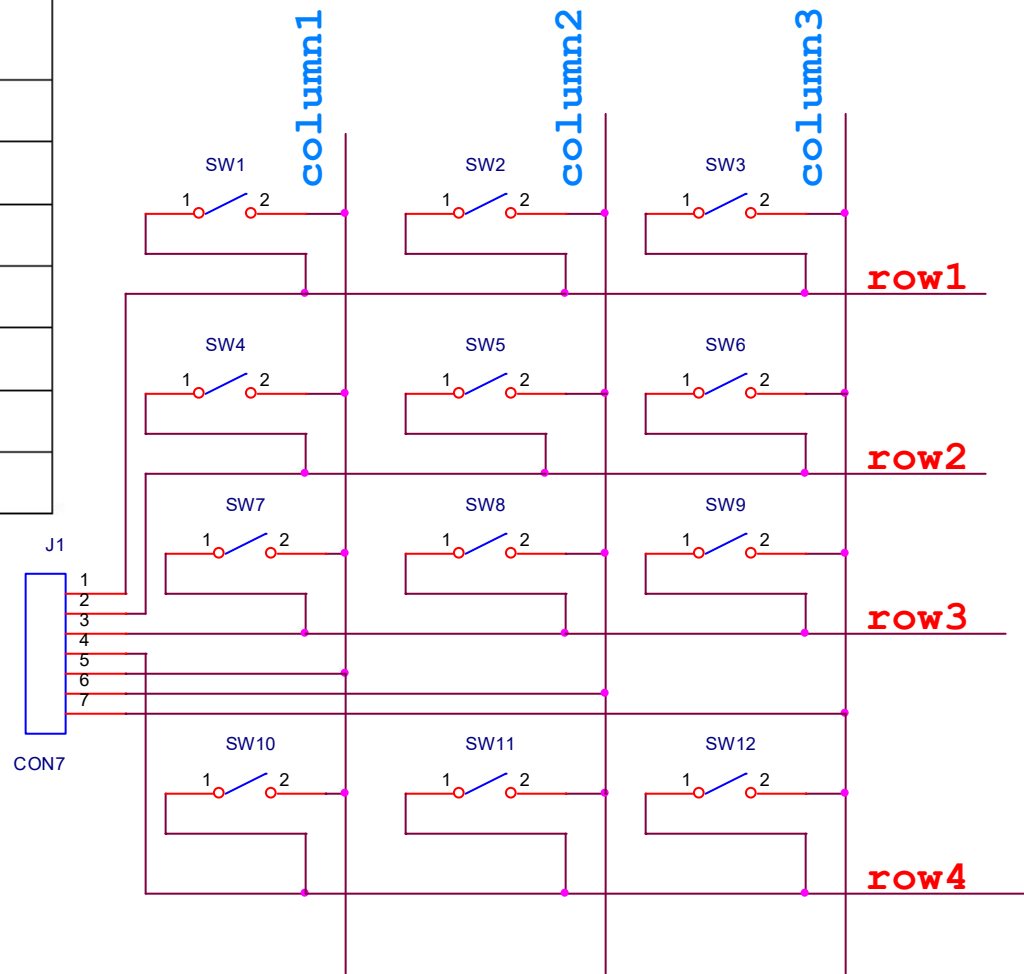 column1
column2
column3
SW1
SW2
SW3
1 2
1 2
1 2
row1
SW4
SW5
SW6
1 2
1 2
1 2
row2
SW7
SW8
SW9
1 2
1 2
1 2
J1
1
2
3
4
5
6
7
row3
CON7
SW10
SW11
SW12
1 2
1 2
1 2
row4